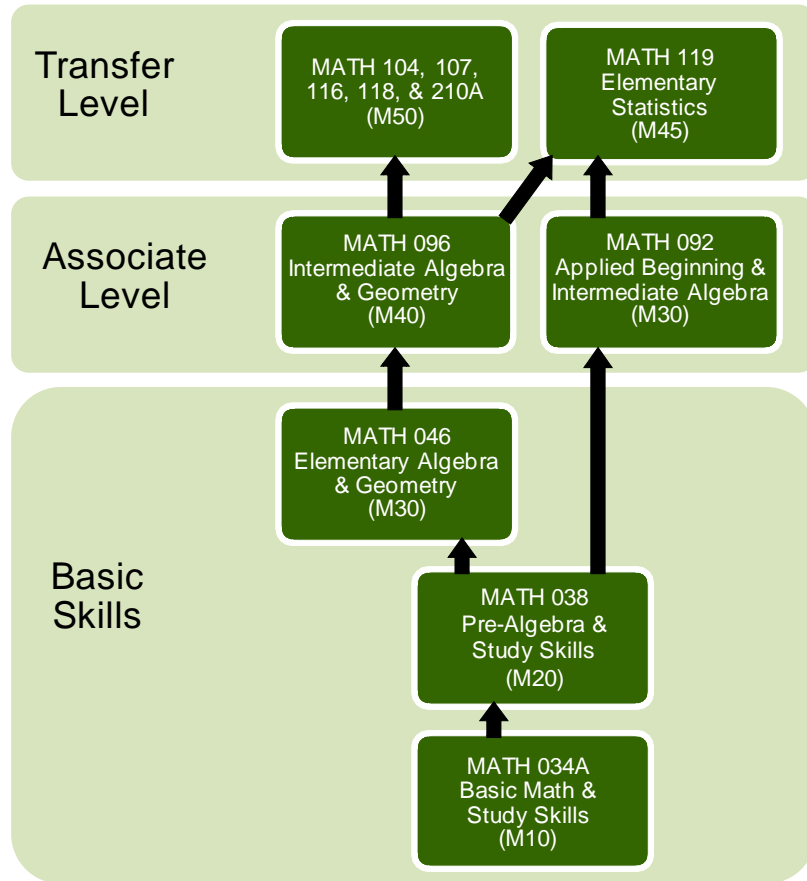 Transfer
Level
MATH 104, 107,
116, 118, & 210A
(M50)
MATH 119
Elementary
Statistics
(M45)
Associate
Level
MATH 096
Intermediate Algebra
& Geometry
(M40)
MATH 092
Applied Beginning &
Intermediate Algebra
(M30)
Basic
Skills
MATH 046
Elementary Algebra
& Geometry
(M30)
MATH 038
Pre-Algebra &
Study Skills
(M20)
MATH 034A
Basic Math &
Study Skills
(M10)